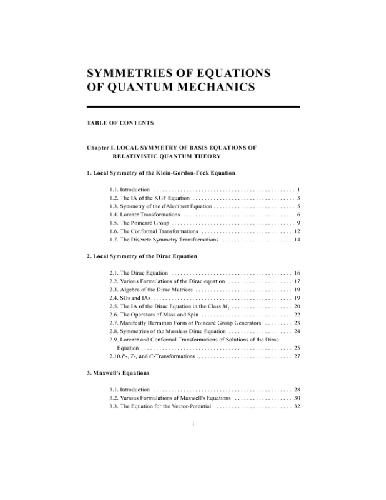 SYMMETRIES OF EQUATIONS
OF QUANTUM MECHANICS
TABLE OF CONTENTS
Chapter I. LOCAL SYMMETRY OF BASIS EQUATIONS OF
RELATIVISTIC QUANTUM THEORY
1. Local Symmetry of the Klein-Gordon-Fock Equation
1.1. Introduction 1
1.2. The IA of the KGF Equation 3
1.3. Symmetry of the d'Alembert Equation 5
1.4. Lorentz Transformations 6
1.5. The Poincaré Group 9
1.6. The Conformal Transformations 12
1.7. The Discrete Symmetry Transformations 14
2. Local Symmetry of the Dirac Equation
2.1. The Dirac Equation 16
2.2. Various Formulations of the Dirac equation 17
2.3. Algebra of the Dirac Matrices 19
2.4. SOs and IAs 19
2.5. The IA of the Dirac Equation in the Class M₁ 20
2.6. The Operators of Mass and Spin 22
2.7. Manifestly Hermitian Form of Poincaré Group Generators 23
2.8. Symmetries of the Massless Dirac Equation 24
2.9. Lorentz and Conformal Transformations of Solutions of the Dirac
Equation 25
2.10. P-, T-, and C-Transformations 27
3. Maxwell's Equations
3.1. Introduction 28
3.2. Various Formulations of Maxwell's Equations 30
3.3. The Equation for the Vector-Potential 32